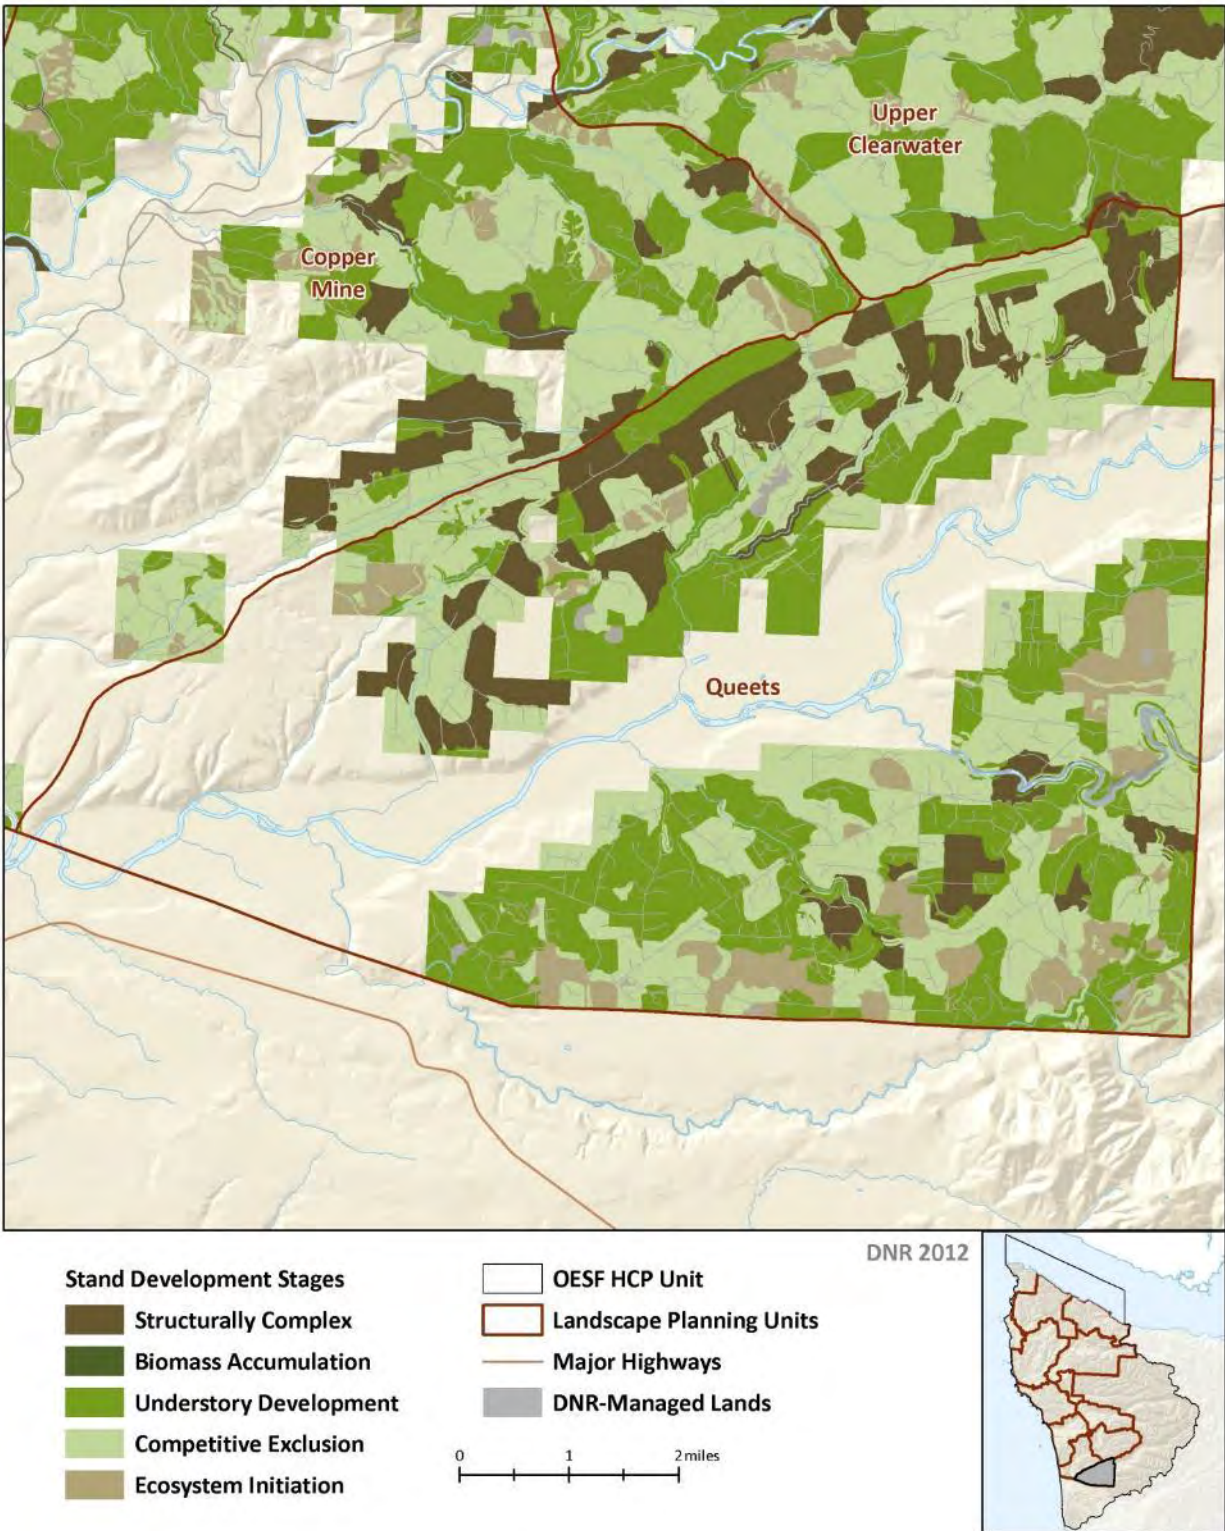 Upper
Clearwater
Copper
Mine
Queets
DNR 2012
Stand Development Stages
Structurally Complex
Biomass Accumulation
Understory Development
Competitive Exclusion
Ecosystem Initiation
OESF HCP Unit
Landscape Planning Units
Major Highways
DNR-Managed Lands
0 1 2 miles